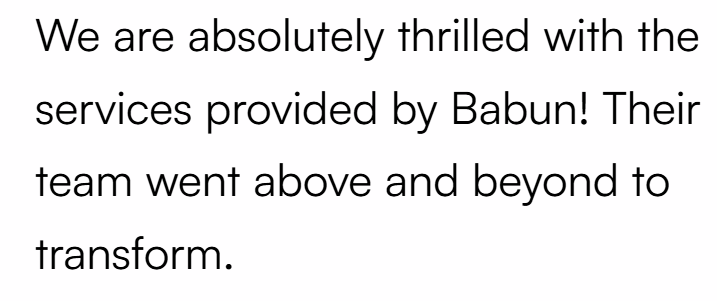 We are absolutely thrilled with the
services provided by Babun! Their
team went above and beyond to
transform.